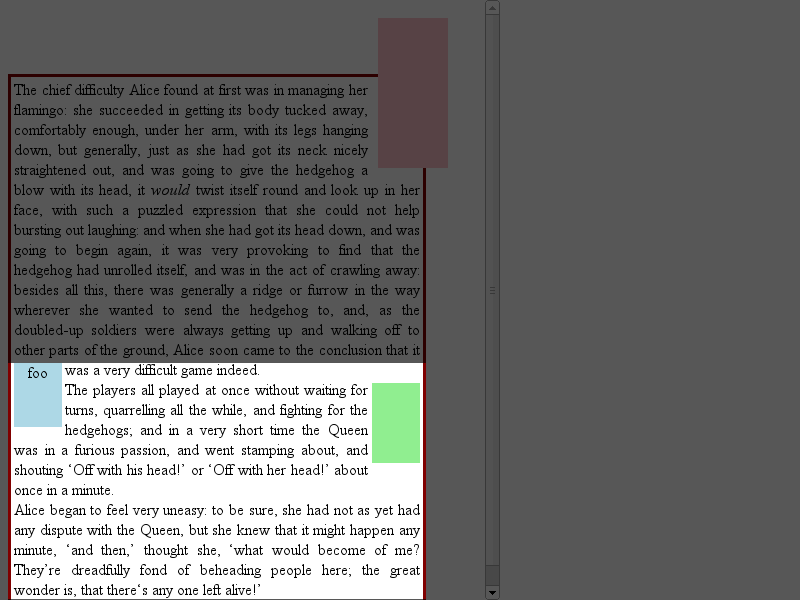 The chief difficulty Alice found at first was in managing her
flamingo: she succeeded in getting its body tucked away,
comfortably enough, under her arm, with its legs hanging
down, but generally, just as she had got its neck nicely
straightened out, and was going to give the hedgehog a
blow with its head, it would twist itself round and look up in her
face, with such a puzzled expression that she could not help
bursting out laughing: and when she had got its head down, and was
going to begin again, it was very provoking to find that the
hedgehog had unrolled itself, and was in the act of crawling away:
besides all this, there was generally a ridge or furrow in the way
wherever she wanted to send the hedgehog to, and, as the
doubled-up soldiers were always getting up and walking off to
other parts of the ground, Alice soon came to the conclusion that it
was a very difficult game indeed.
foo
The players all played at once without waiting for
turns, quarrelling all the while, and fighting for the
hedgehogs; and in a very short time the Queen
was in a furious passion, and went stamping about, and
shouting ‘Off with his head!’ or ‘Off with her head!’ about
once in a minute.
Alice began to feel very uneasy: to be sure, she had not as yet had
any dispute with the Queen, but she knew that it might happen any
minute, ‘and then,’ thought she, ‘what would become of me?
They’re dreadfully fond of beheading people here; the great
wonder is, that there‘s any one left alive!’